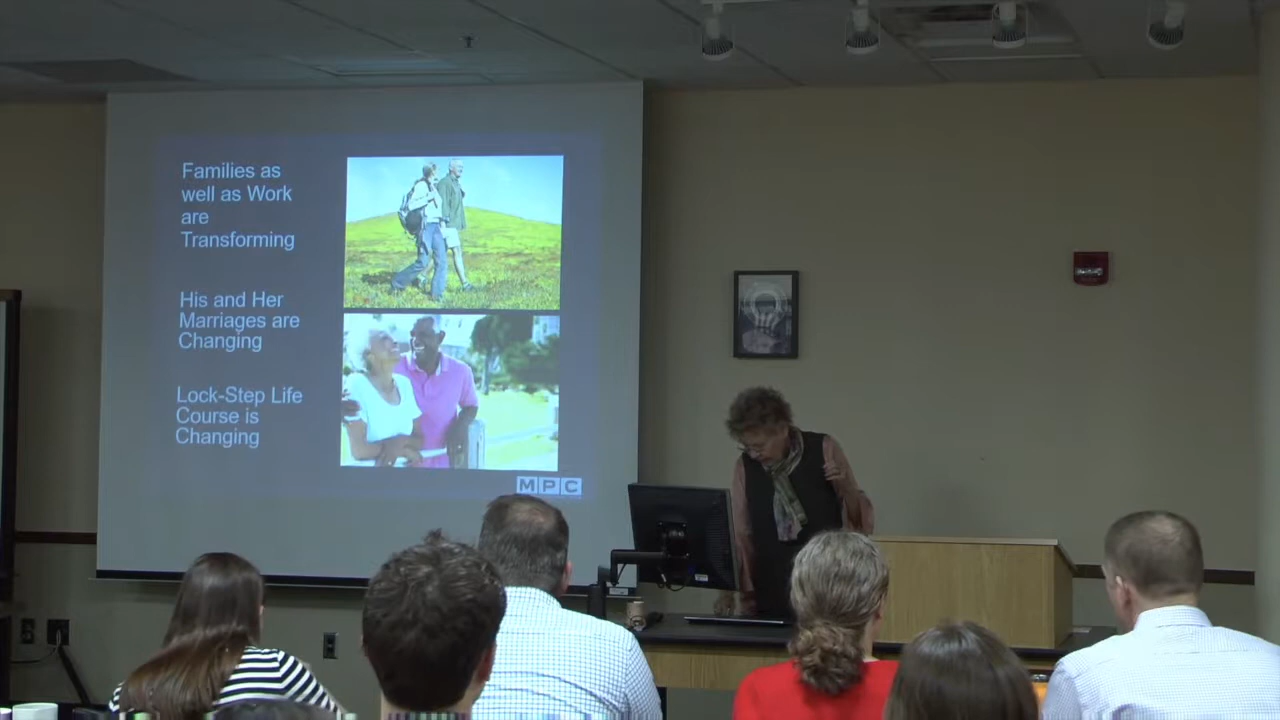 Families as
well as Work
are
Transforming
His and Her
Marriages are
Changing
Lock-Step Life
Course is
Changing
MPC